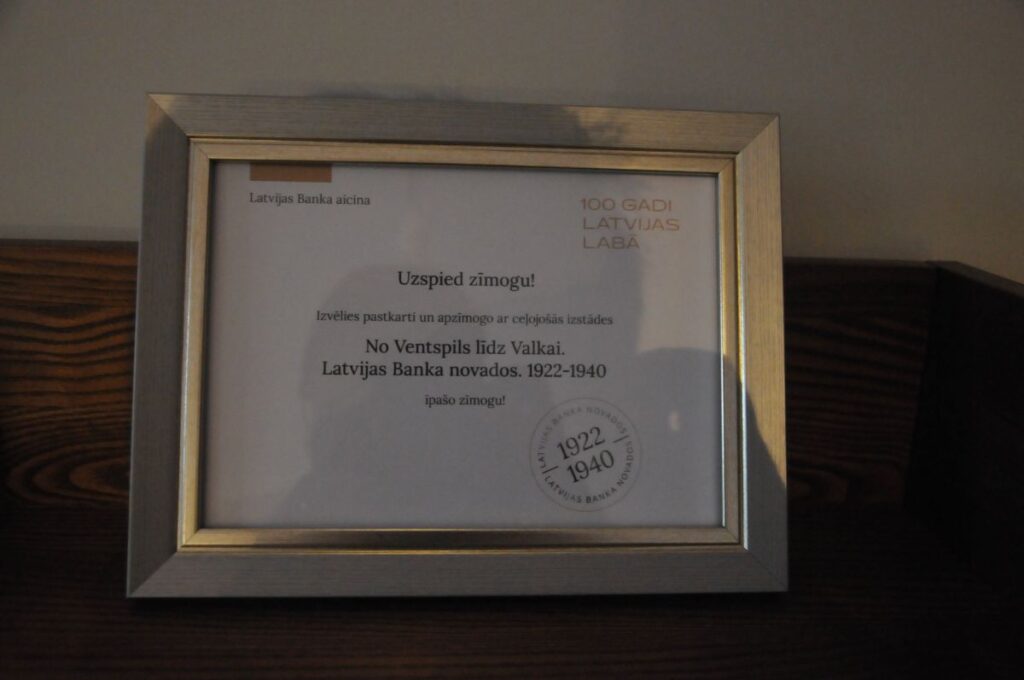 Latvijas Banka aicina
100 GADI
LATVIJAS
LABĀ
Uzspied zīmogu!
Izvēlies pastkarti un apzīmogo ar ceļojošās izstādes
No Ventspils līdz Valkai.
Latvijas Banka novados. 1922-1940
īpašo zīmogu!
LATVIJAS BANKA NOVADOS
1922
1940
LATVIJAS BANKA NOVADOS